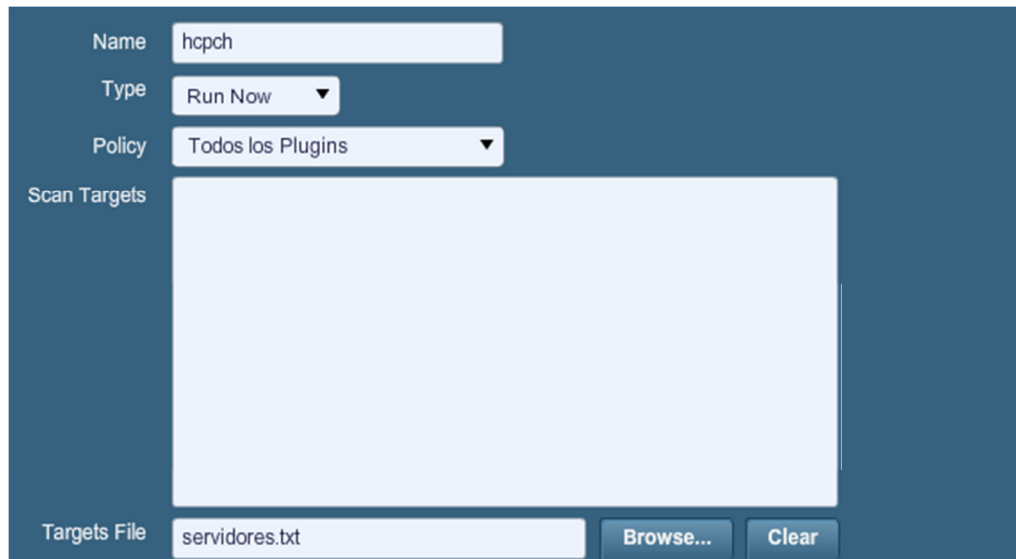 Name hcpch
Type Run Now
Policy Todos los Plugins
Scan Targets
Targets File servidores.txt Browse... Clear